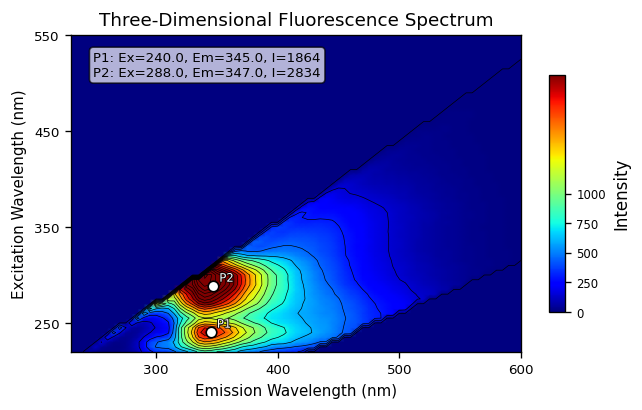 Three-Dimensional Fluorescence Spectrum
550
P1: Ex=240.0, Em=345.0, I=1864
P2: Ex=288.0, Em=347.0, I=2834
450
350
250
Excitation Wavelength (nm)
P2
P1
300
400
500
600
Emission Wavelength (nm)
1000
750
500
250
0
Intensity